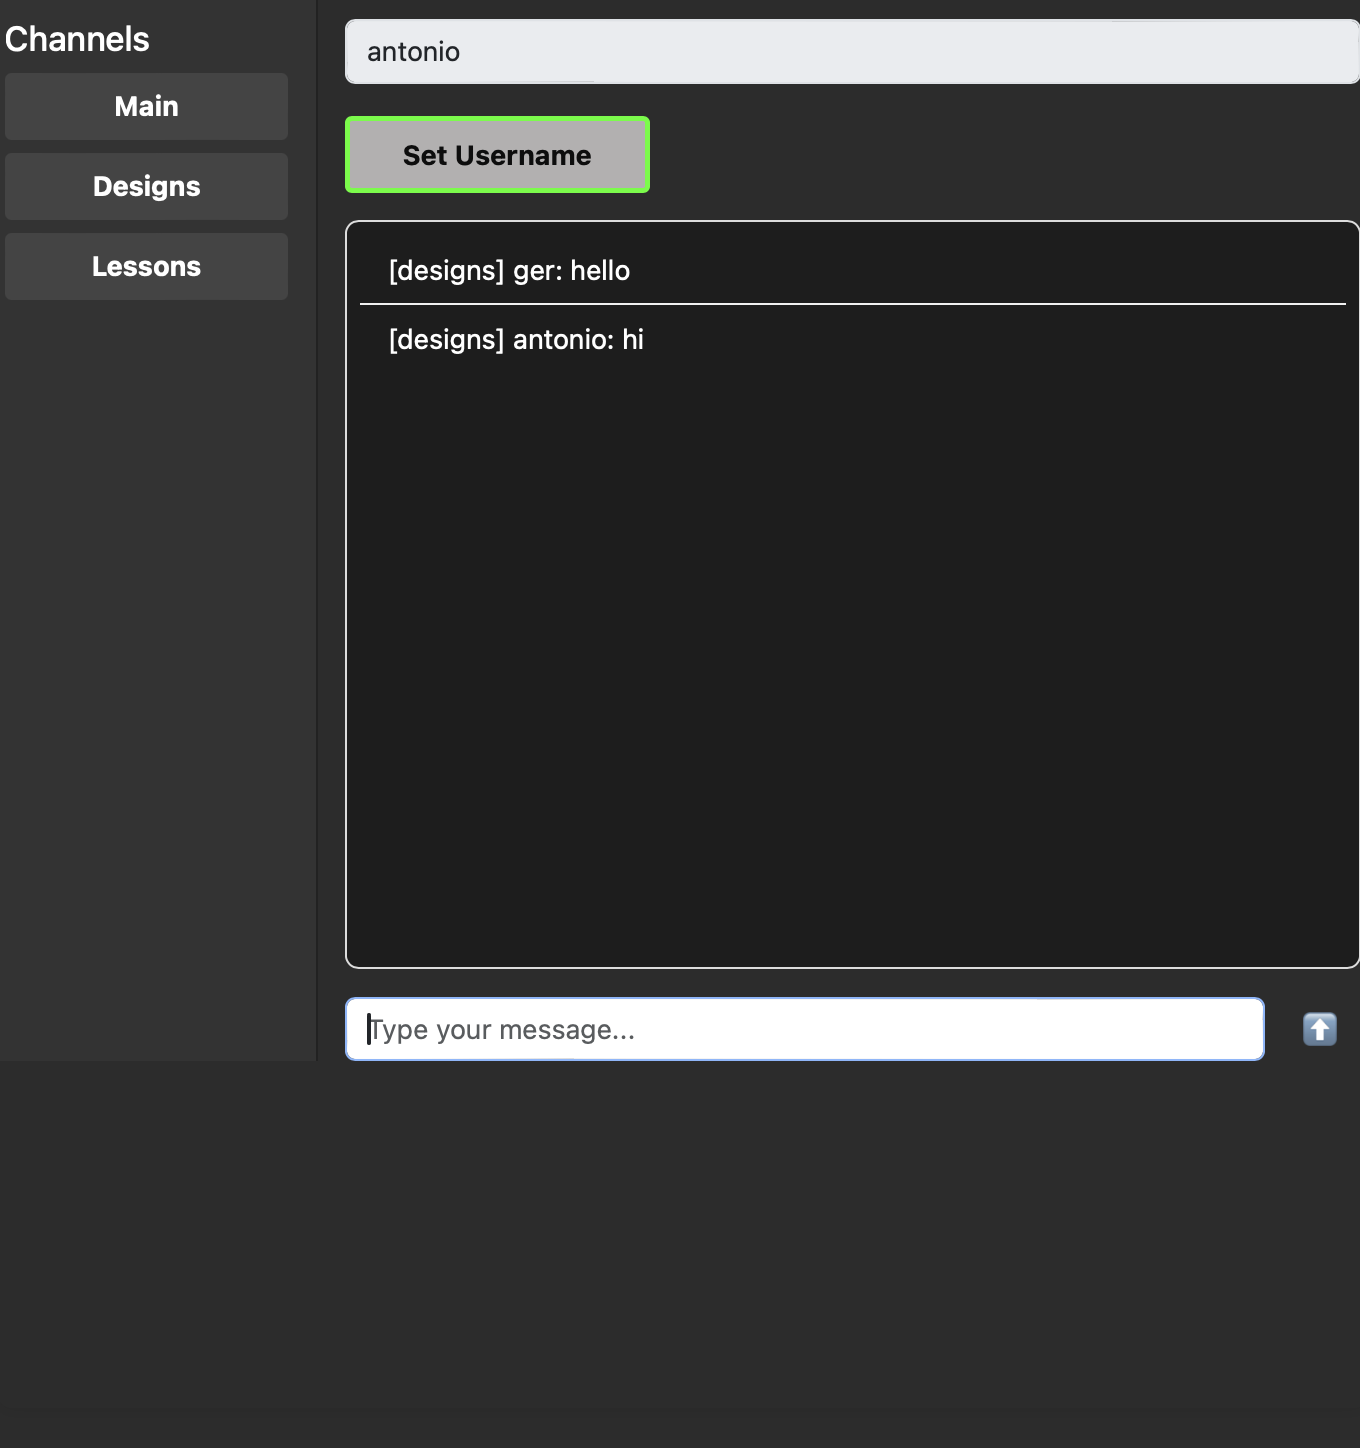 Channels
Main
Designs
Lessons
antonio
Set Username
[designs] ger: hello
[designs] antonio: hi
Type your message...